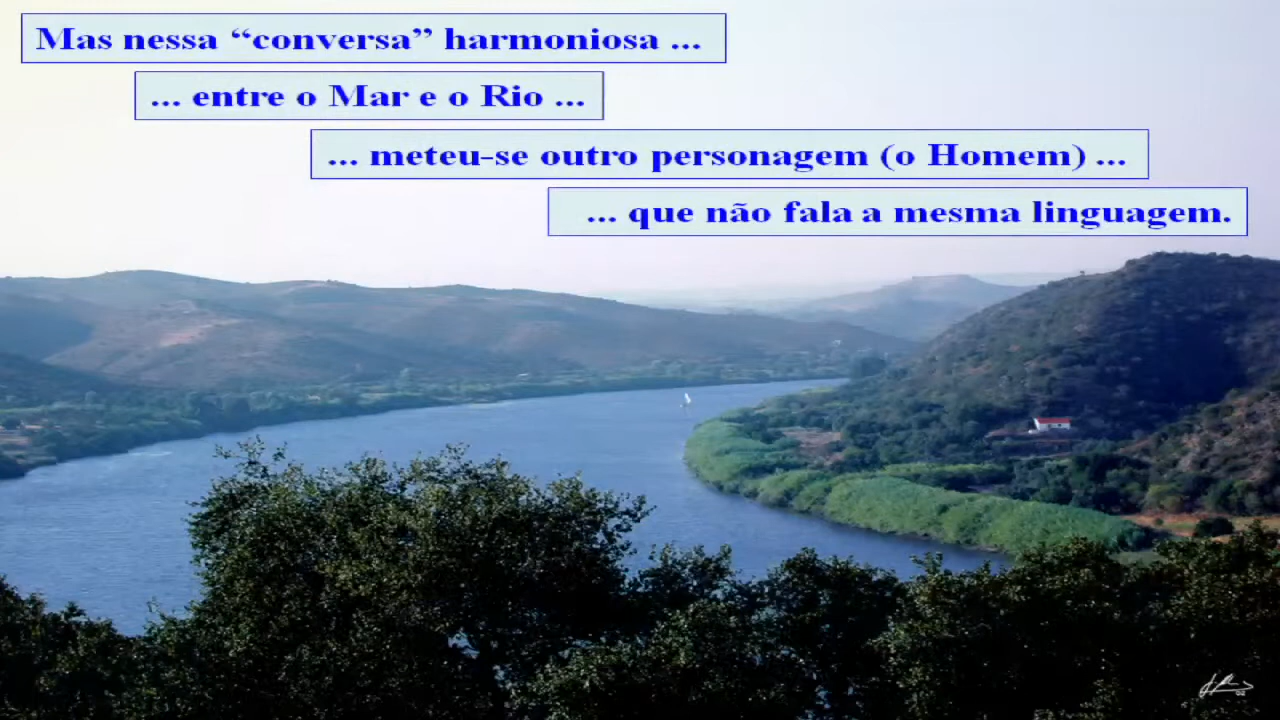 Mas nessa “conversa” harmoniosa ...
... entre o Mar e o Rio ...
... meteu-se outro personagem (o Homem) ...
... que não fala a mesma linguagem.